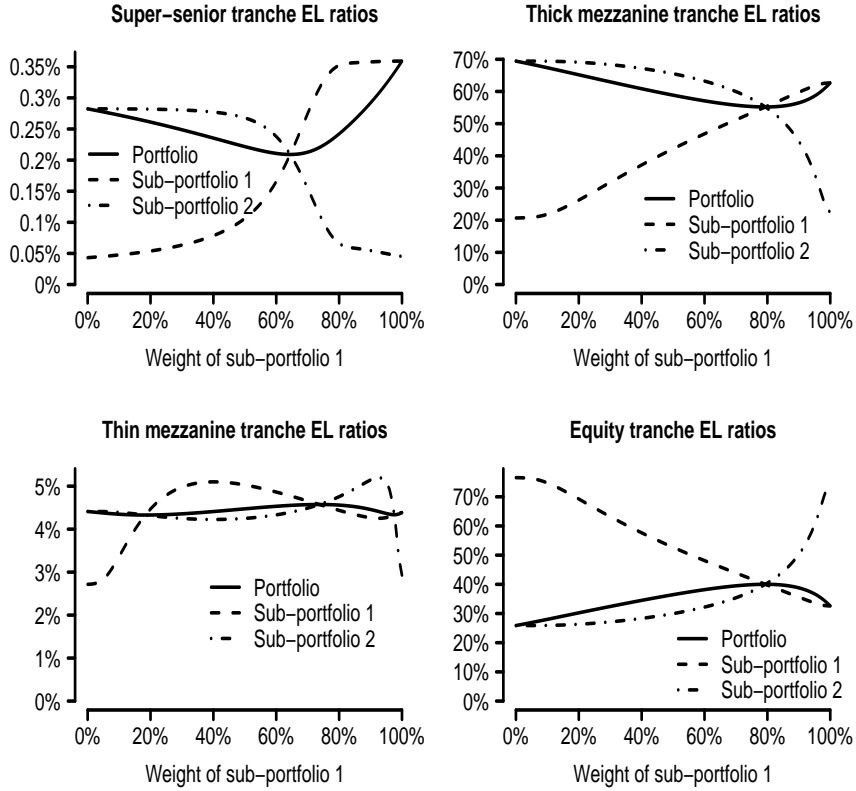 Super−senior tranche EL ratios
0.35%
0.3%
0.25%
0.2%
0.15%
0.1%
0.05%
0%
Portfolio
Sub−portfolio 1
Sub−portfolio 2
0% 20% 40% 60% 80% 100%
Weight of sub−portfolio 1
Thick mezzanine tranche EL ratios
70%
60%
50%
40%
30%
20%
10%
0%
Portfolio
Sub−portfolio 1
Sub−portfolio 2
0% 20% 40% 60% 80% 100%
Weight of sub−portfolio 1
Thin mezzanine tranche EL ratios
5%
4%
3%
2%
1%
0%
Portfolio
Sub−portfolio 1
Sub−portfolio 2
0% 20% 40% 60% 80% 100%
Weight of sub−portfolio 1
Equity tranche EL ratios
70%
60%
50%
40%
30%
20%
10%
0%
Portfolio
Sub−portfolio 1
Sub−portfolio 2
0% 20% 40% 60% 80% 100%
Weight of sub−portfolio 1